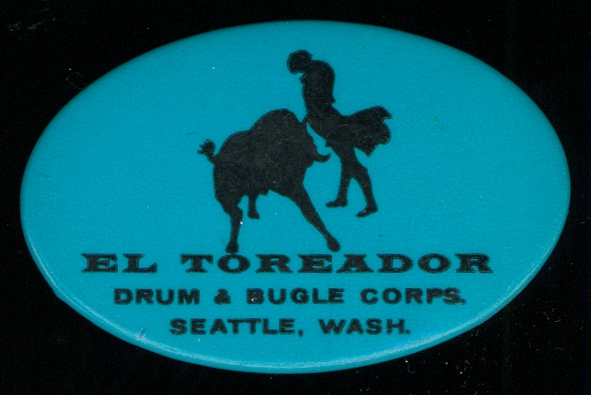 EL TOREADOR
DRUM & BUGLE CORPS.
SEATTLE, WASH.